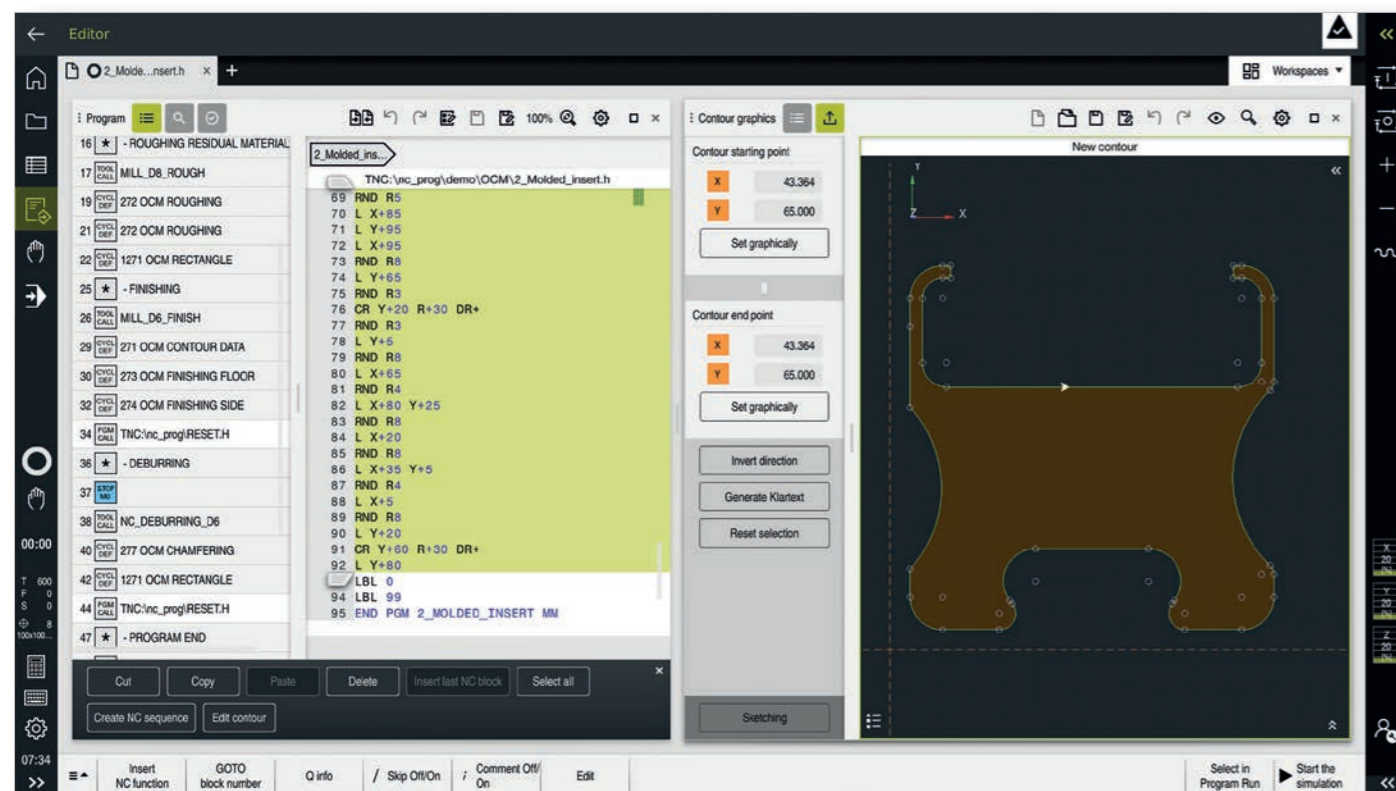 Editor
2_Molde...nsert.h × +
Workspaces
Program
100%
16 * - ROUGHING RESIDUAL MATERIAL
17 TOOL CALL MILL_D8_ROUGH
19 CYCL DEF 272 OCM ROUGHING
21 CYCL DEF 272 OCM ROUGHING
22 CYCL DEF 1271 OCM RECTANGLE
25 * - FINISHING
26 TOOL CALL MILL_D6_FINISH
29 CYCL DEF 271 OCM CONTOUR DATA
30 CYCL DEF 273 OCM FINISHING FLOOR
32 CYCL DEF 274 OCM FINISHING SIDE
34 PGM CALL TNC:\nc_prog\RESET.H
36 * - DEBURRING
37 STOP M0
38 TOOL CALL NC_DEBURRING_D6
40 CYCL DEF 277 OCM CHAMFERING
42 CYCL DEF 1271 OCM RECTANGLE
44 PGM CALL TNC:\nc_prog\RESET.H
47 * - PROGRAM END
2_Molded_ins...
TNC:\nc_prog\demo\OCM\2_Molded_insert.h
69 RND R5
70 L X+85
71 L Y+95
72 L X+95
73 RND R8
74 L Y+65
75 RND R3
76 CR Y+20 R+30 DR+
77 RND R3
78 L Y+5
79 RND R8
80 L X+65
81 RND R4
82 L X+80 Y+25
83 RND R8
84 L X+20
85 RND R8
86 L X+35 Y+5
87 RND R4
88 L X+5
89 RND R8
90 L Y+20
91 CR Y+60 R+30 DR+
92 L Y+80
LBL 0
94 LBL 99
95 END PGM 2_MOLDED_INSERT MM
Contour graphics
Contour starting point
X 43.364
Y 65.000
Set graphically
Contour end point
X 43.364
Y 65.000
Set graphically
Invert direction
Generate Klartext
Reset selection
Sketching
New contour
Y
Z X
00:00
T 600
F 0
S 0
8
100x100...
07:34
X
20
Y
20
Z
20
Cut Copy Paste Delete Insert last NC block Select all
Create NC sequence Edit contour
Insert NC function
GOTO block number
Q info
/ Skip Off/On
; Comment Off/On
Edit
Select in Program Run
Start the simulation